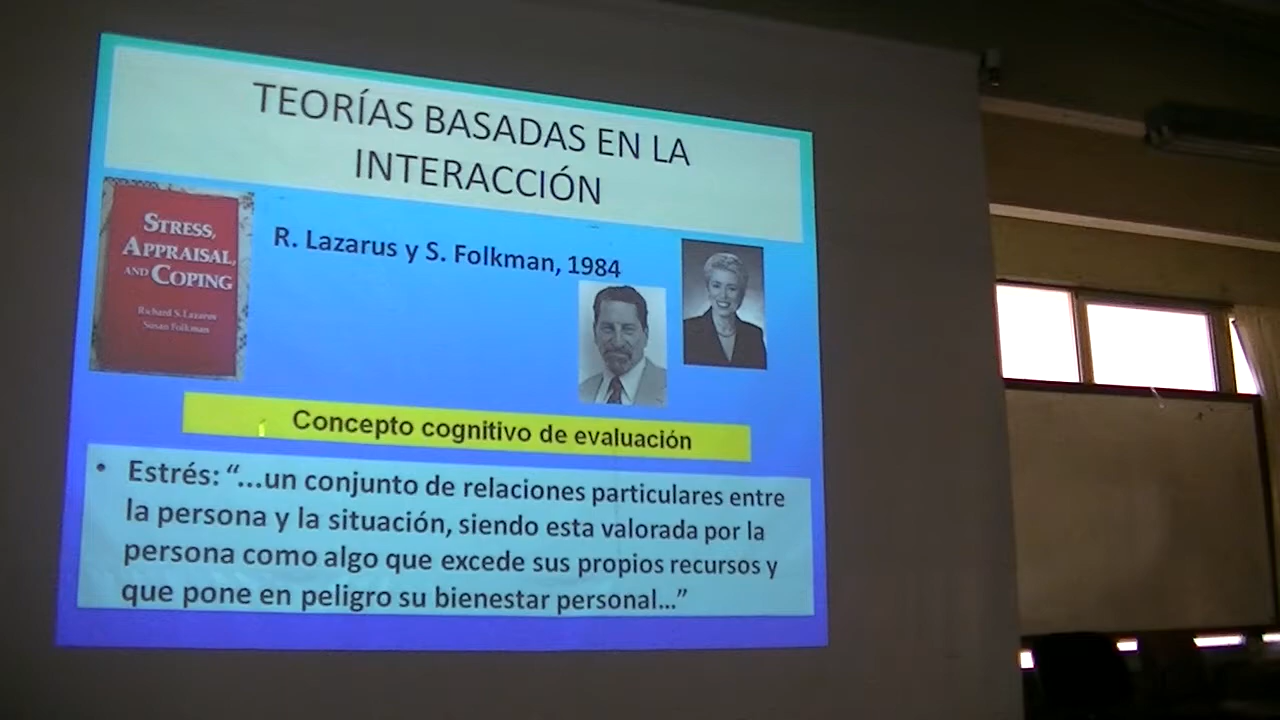 TEORÍAS BASADAS EN LA
INTERACCIÓN
STRESS,
APPRAISAL,
AND COPING
Richard S. Lazarus
Susan Folkman
R. Lazarus y S. Folkman, 1984
Concepto cognitivo de evaluación
• Estrés: “...un conjunto de relaciones particulares entre
la persona y la situación, siendo esta valorada por la
persona como algo que excede sus propios recursos y
que pone en peligro su bienestar personal...”